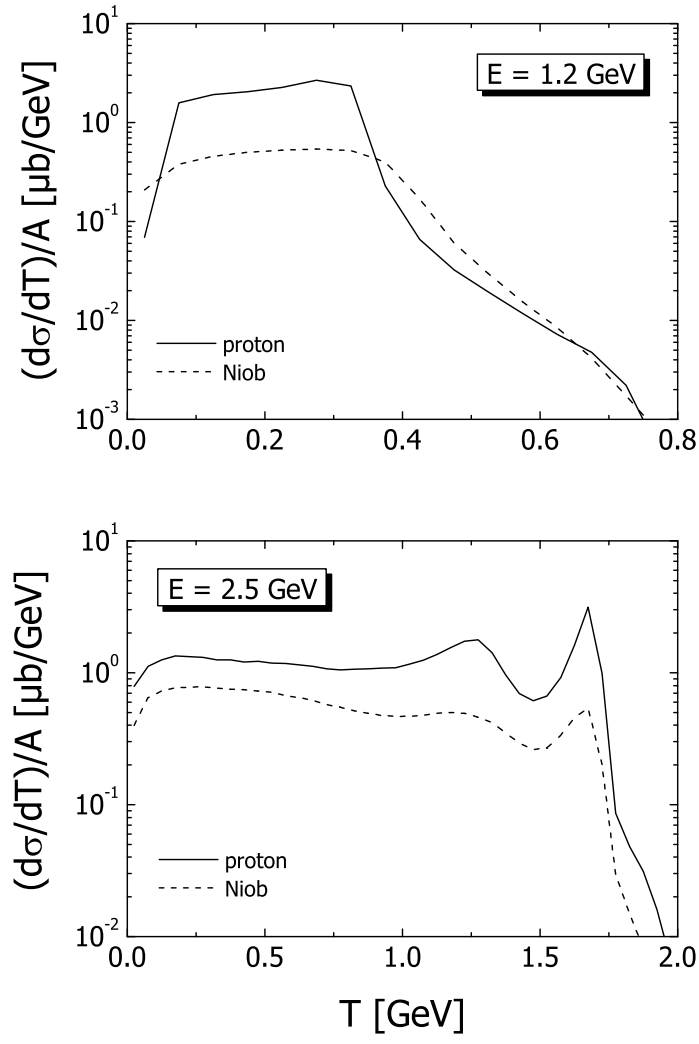 10^1
10^0
10^-1
10^-2
10^-3
(dσ/dT)/A [μb/GeV]
E = 1.2 GeV
proton
Niob
0.0 0.2 0.4 0.6 0.8
10^1
10^0
10^-1
10^-2
(dσ/dT)/A [μb/GeV]
E = 2.5 GeV
proton
Niob
0.0 0.5 1.0 1.5 2.0
T [GeV]